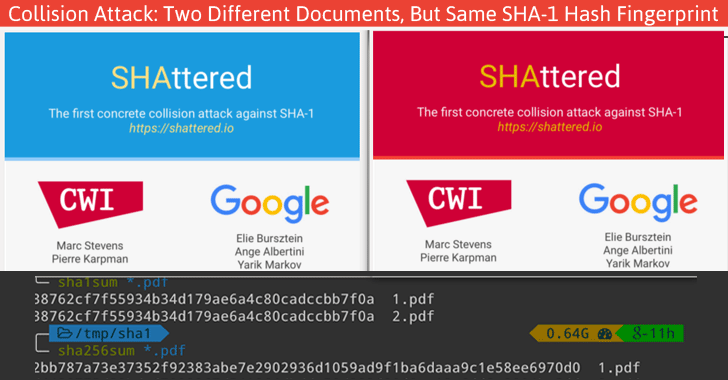 Collision Attack: Two Different Documents, But Same SHA-1 Hash Fingerprint
SHAttered
The first concrete collision attack against SHA-1
https://shattered.io
CWI
Marc Stevens
Pierre Karpman
Google
Elie Bursztein
Ange Albertini
Yarik Markov
SHAttered
The first concrete collision attack against SHA-1
https://shattered.io
CWI
Marc Stevens
Pierre Karpman
Google
Elie Bursztein
Ange Albertini
Yarik Markov
sha1sum *.pdf
38762cf7f55934b34d179ae6a4c80cadccbb7f0a 1.pdf
38762cf7f55934b34d179ae6a4c80cadccbb7f0a 2.pdf
/tmp/sha1 0.64G 8-11h
sha256sum *.pdf
2bb787a73e37352f92383abe7e2902936d1059ad9f1ba6daaa9c1e58ee6970d0 1.pdf